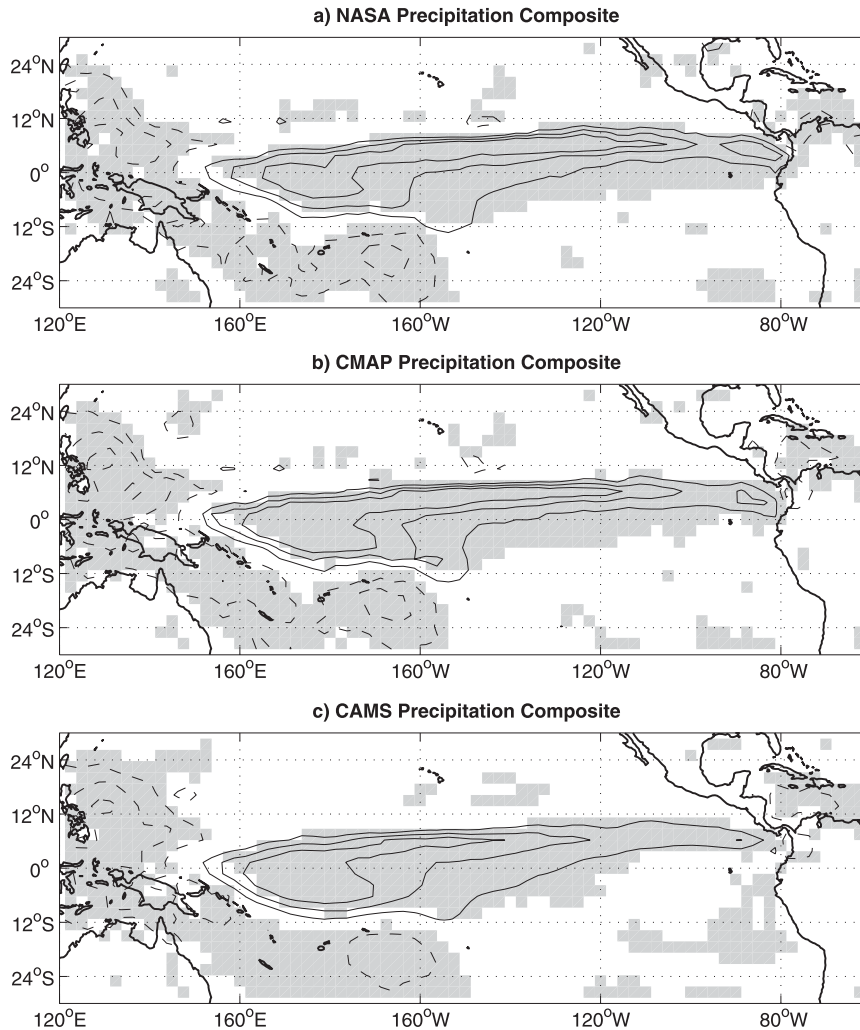 a) NASA Precipitation Composite
24°N
12°N
0°
12°S
24°S
120°E 160°E 160°W 120°W 80°W
b) CMAP Precipitation Composite
24°N
12°N
0°
12°S
24°S
120°E 160°E 160°W 120°W 80°W
c) CAMS Precipitation Composite
24°N
12°N
0°
12°S
24°S
120°E 160°E 160°W 120°W 80°W